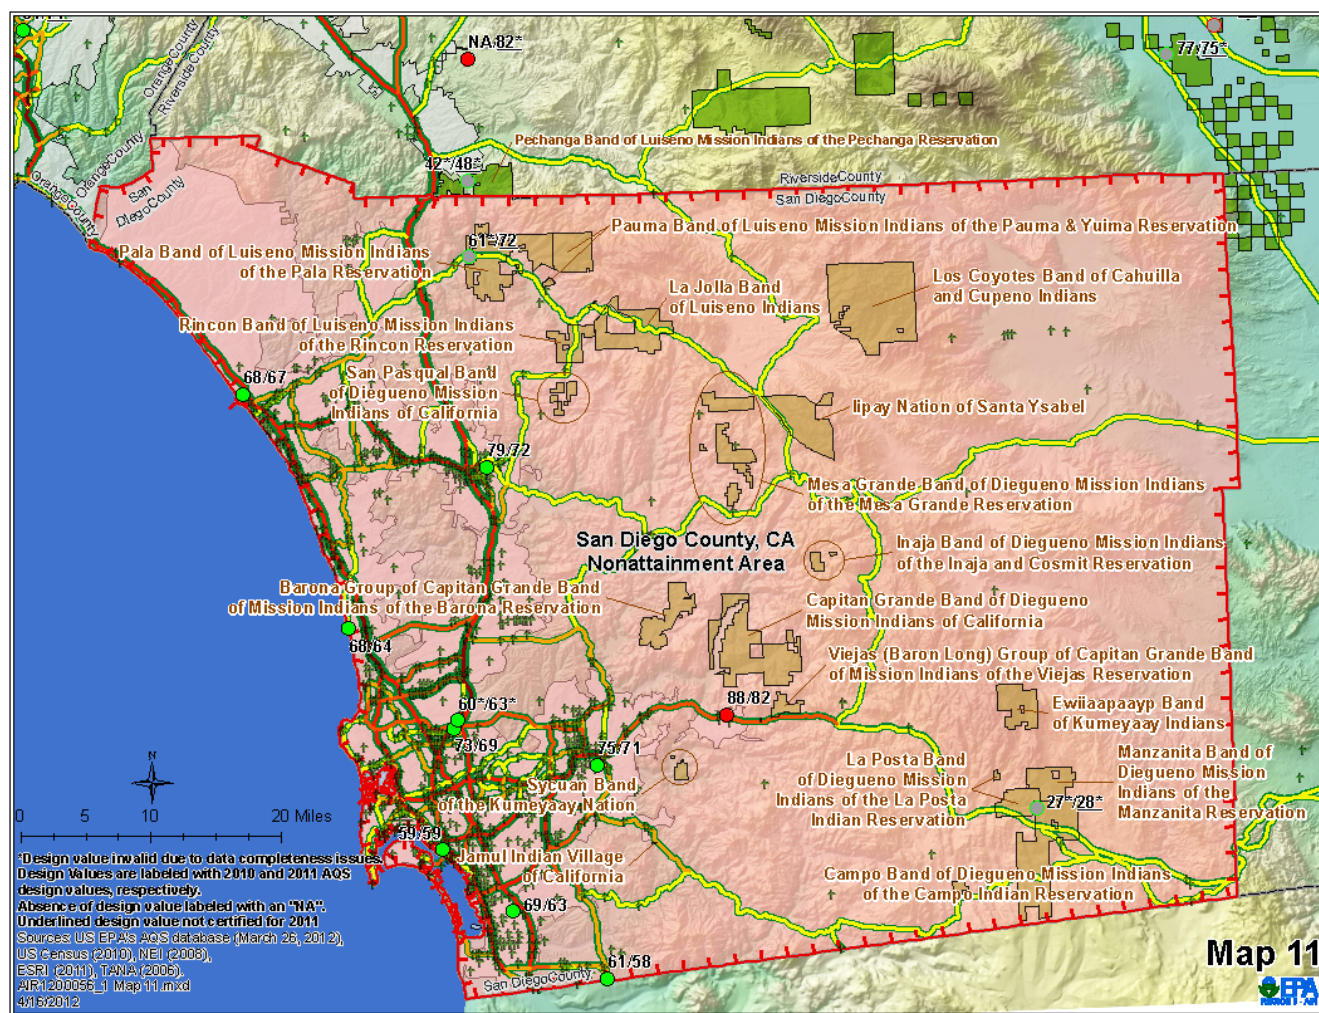 NA/82*
77/75*
Orange County
Riverside County
Orange County
Orange County
San
Diego County
Pechanga Band of Luiseno Mission Indians of the Pechanga Reservation
42*/48*
Riverside County
San Diego County
Pauma Band of Luiseno Mission Indians of the Pauma & Yuima Reservation
61*/72
Pala Band of Luiseno Mission Indians
of the Pala Reservation
La Jolla Band
of Luiseno Indians
Los Coyotes Band of Cahuilla
and Cupeno Indians
Rincon Band of Luiseno Mission Indians
of the Rincon Reservation
68/67
San Pasqual Band
of Diegueno Mission
Indians of California
Iipay Nation of Santa Ysabel
79/72
Mesa Grande Band of Diegueno Mission Indians
of the Mesa Grande Reservation
San Diego County, CA
Nonattainment Area
Inaja Band of Diegueno Mission Indians
of the Inaja and Cosmit Reservation
Barona Group of Capitan Grande Band
of Mission Indians of the Barona Reservation
Capitan Grande Band of Diegueno
Mission Indians of California
68/64
Viejas (Baron Long) Group of Capitan Grande Band
of Mission Indians of the Viejas Reservation
88/82
60*/63*
73/69
75/71
Ewiiaapaayp Band
of Kumeyaay Indians
Sycuan Band
of the Kumeyaay Nation
La Posta Band
of Diegueno Mission
Indians of the La Posta
Indian Reservation
Manzanita Band of
Diegueno Mission
Indians of the
Manzanita Reservation
27*/28*
N
0 5 10 20 Miles
59/59
Jamul Indian Village
of California
Campo Band of Diegueno Mission Indians
of the Campo Indian Reservation
69/63
61/58
San Diego County
*Design value invalid due to data completeness issues.
Design Values are labeled with 2010 and 2011 AQS
design values, respectively.
Absence of design value labeled with an "NA".
Underlined design value not certified for 2011
Sources: US EPA's AQS database (March 26, 2012),
US Census (2010), NEI (2008),
ESRI (2011), TANA (2006).
AIR1200056_1 Map 11.mxd
4/16/2012
Map 11
EPA
REGION 9 - AIR